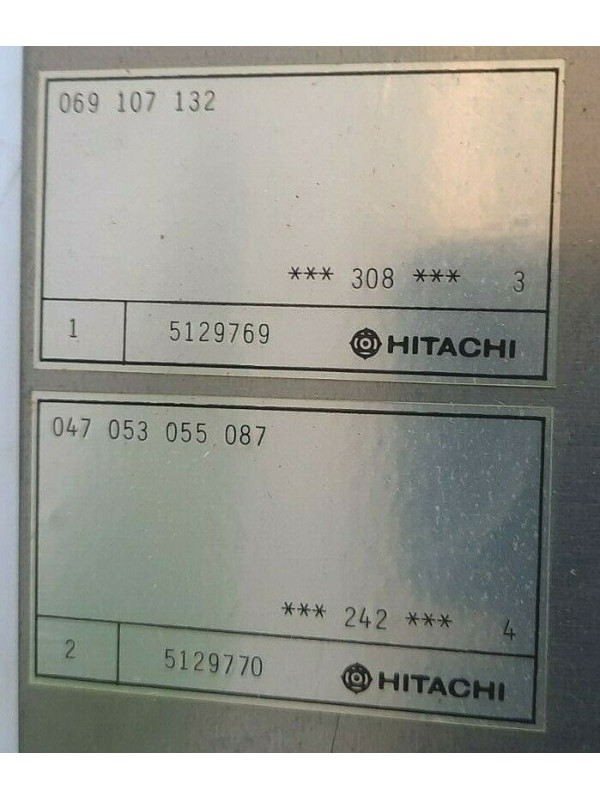 069 107 132
*** 308 *** 3
1 5129769 HITACHI
047 053 055 087
*** 242 *** 4
2 5129770 HITACHI